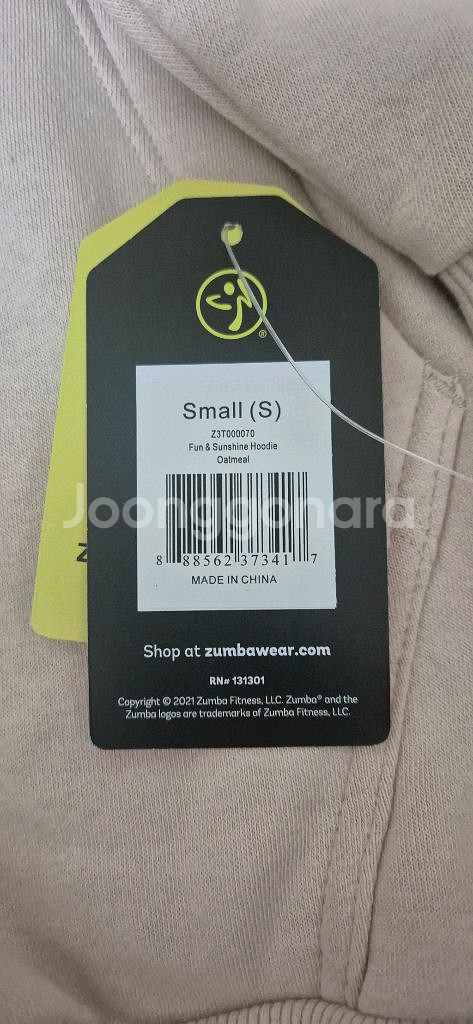 Small (S)
Z3T000070
Fun & Sunshine Hoodie
Oatmeal
Joonggonara
8 88562 37341 7
MADE IN CHINA
Z
Shop at zumbawear.com
RN# 131301
Copyright © 2021 Zumba Fitness, LLC. Zumba® and the
Zumba logos are trademarks of Zumba Fitness, LLC.